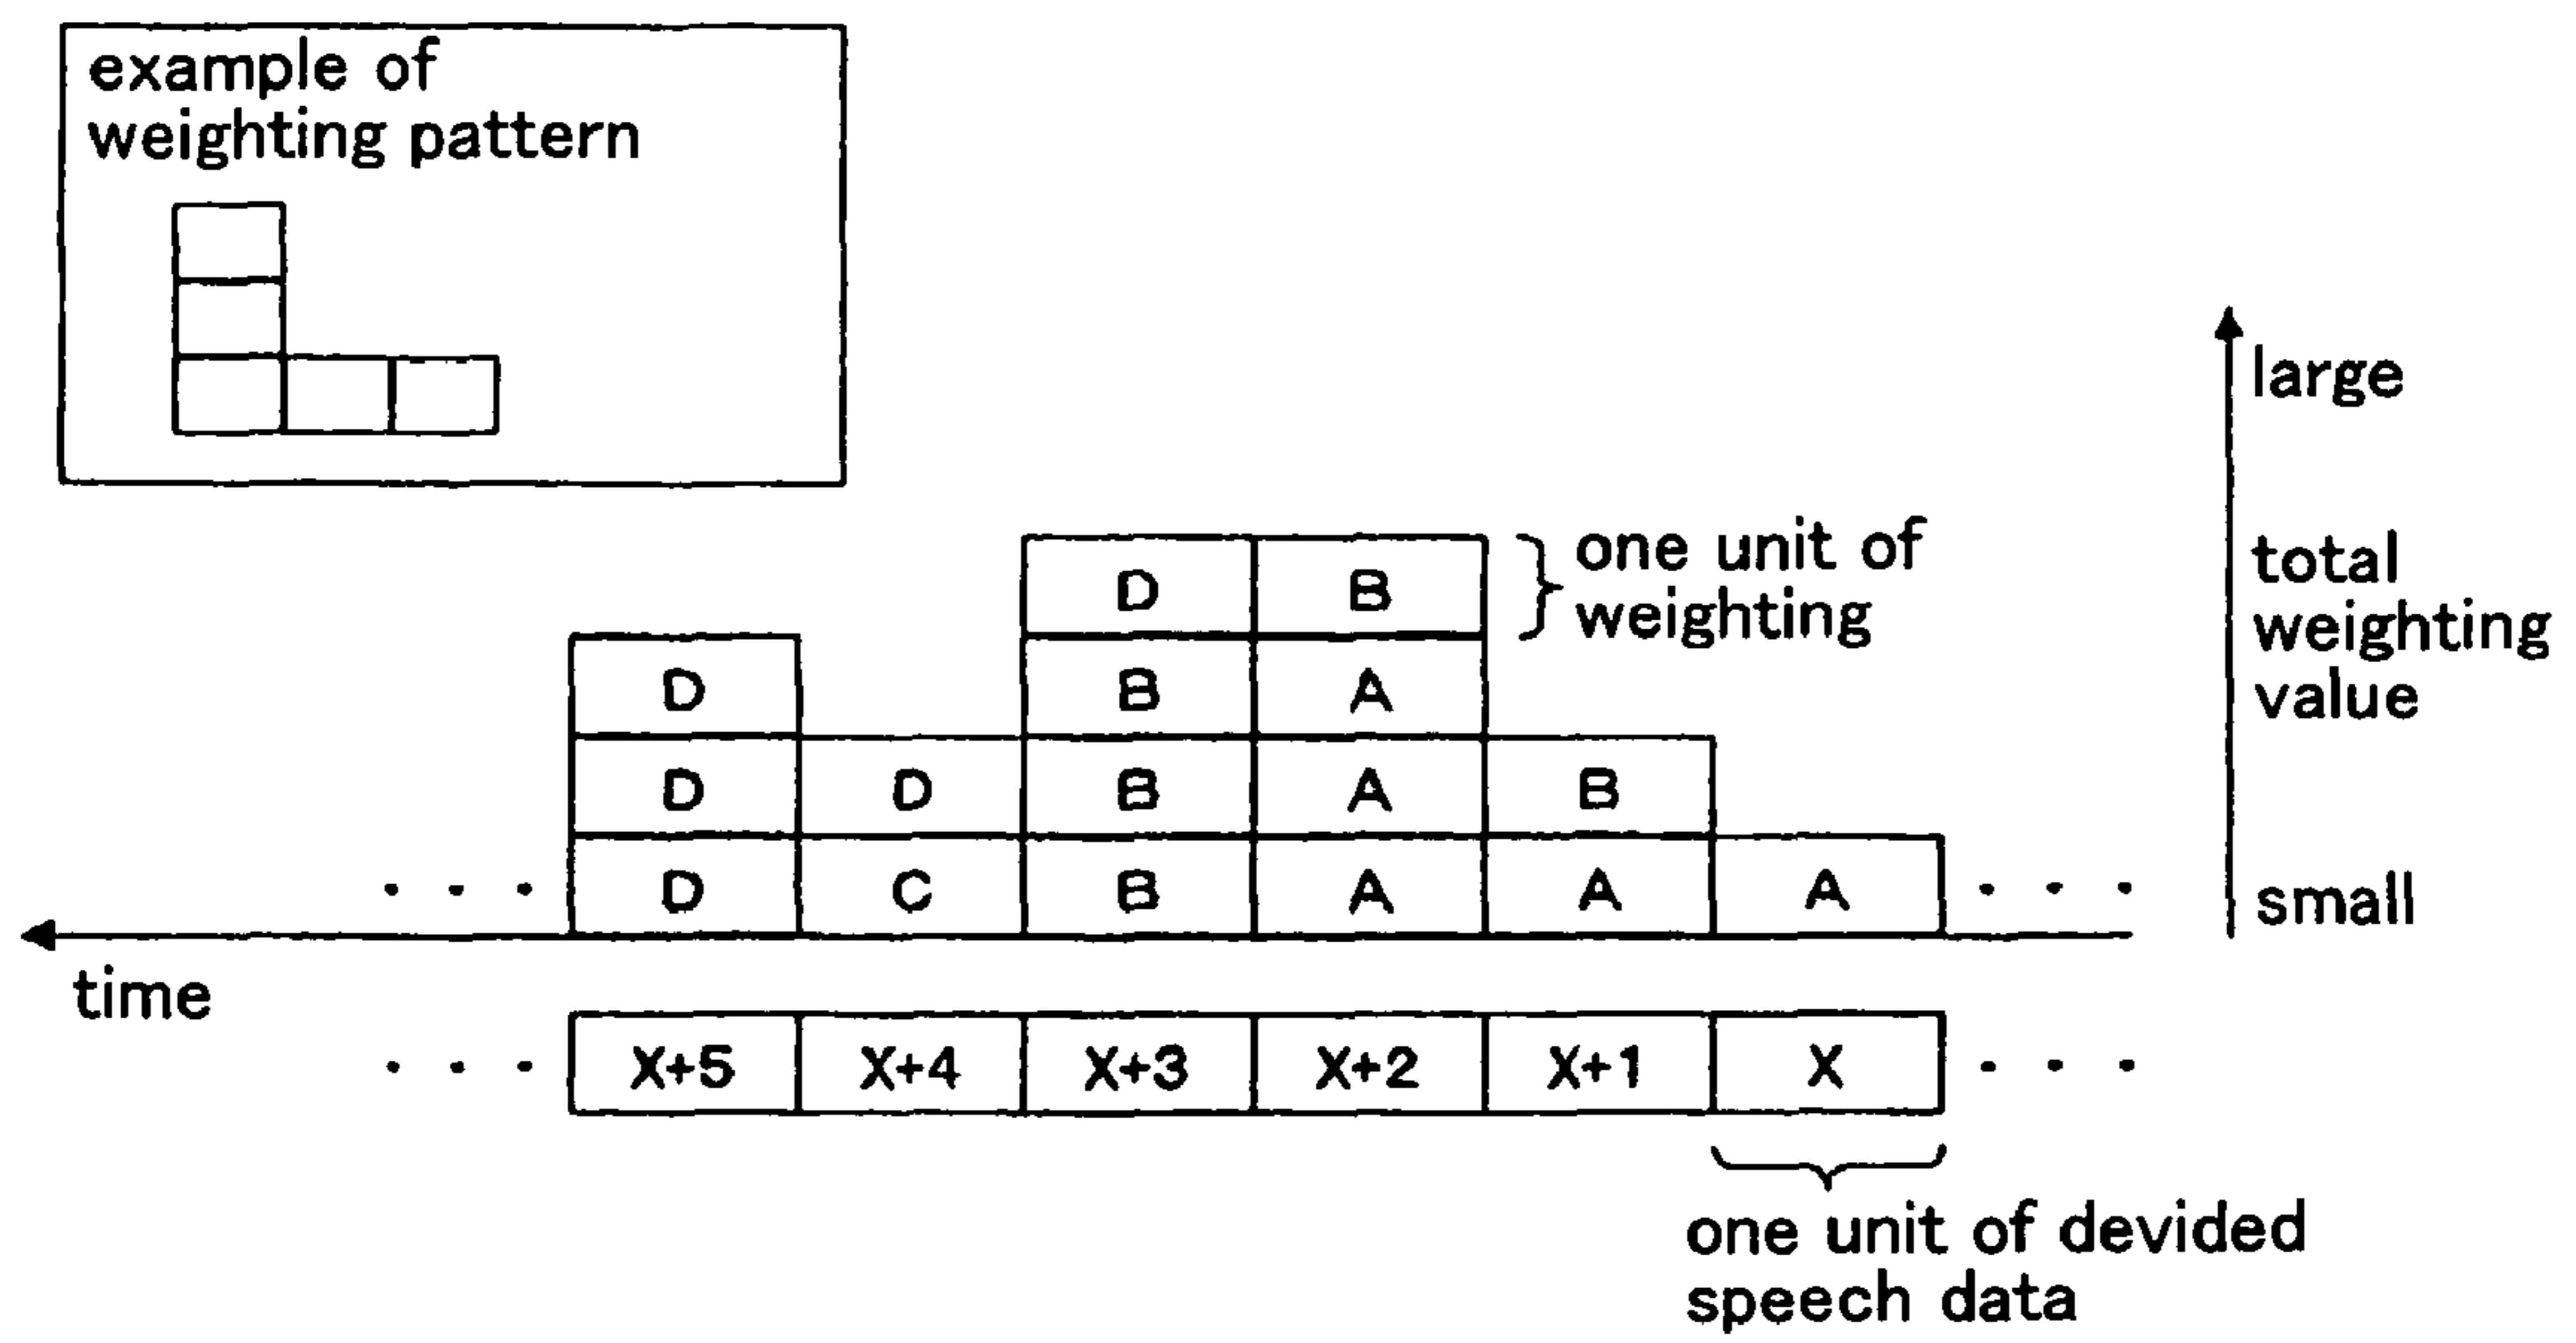 example of
weighting pattern
large
D B
one unit of
weighting
total
weighting
value
D B A
D D B A B
. . . D C B A A A . . .
small
time
. . . X+5 X+4 X+3 X+2 X+1 X . . .
one unit of devided
speech data